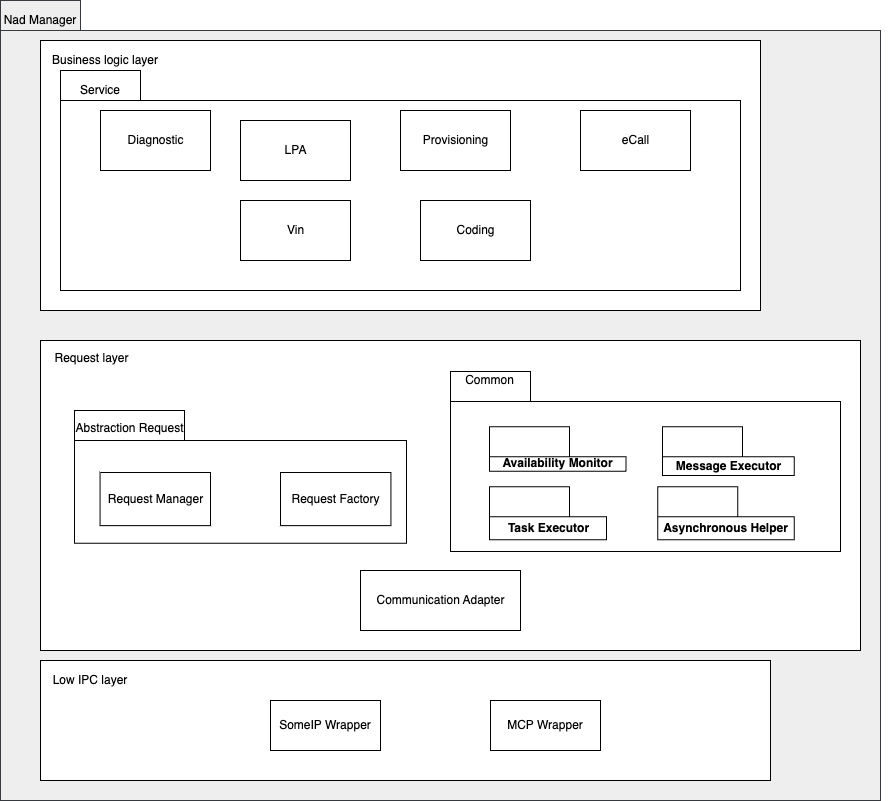 Nad Manager
Business logic layer
Service
Diagnostic
LPA
Provisioning
eCall
Vin
Coding
Request layer
Common
Abstraction Request
Availability Monitor
Message Executor
Request Manager
Request Factory
Task Executor
Asynchronous Helper
Communication Adapter
Low IPC layer
SomeIP Wrapper
MCP Wrapper